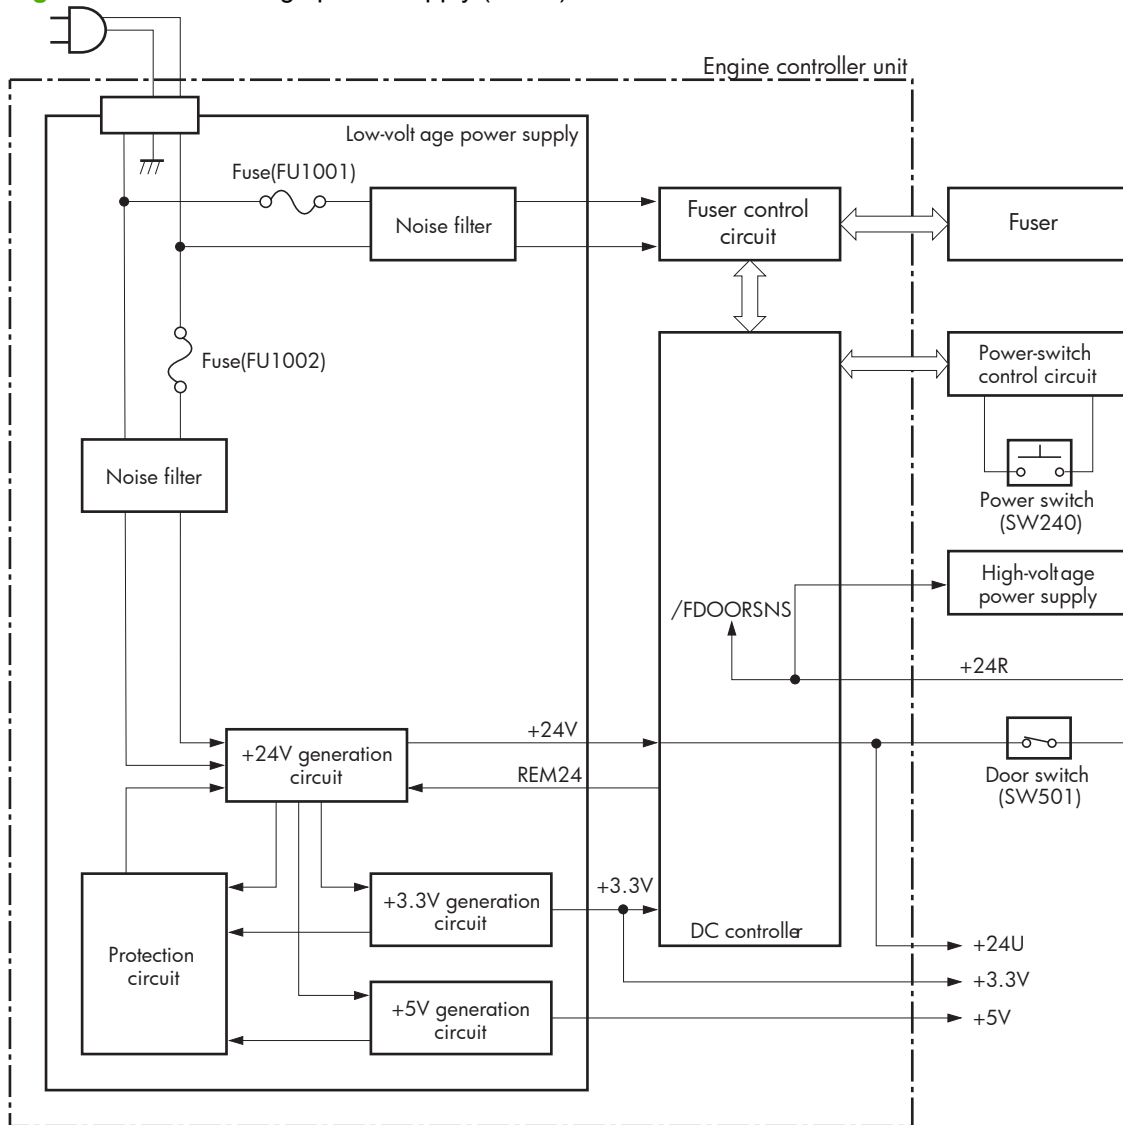 Engine controller unit
Low-volt age power supply
Fuse(FU1001)
Noise filter
Fuser control
circuit
Fuser
Fuse(FU1002)
Power-switch
control circuit
Noise filter
Power switch
(SW240)
High-voltage
power supply
/FDOORSNS
+24R
+24V
+24V generation
circuit
REM24
Door switch
(SW501)
+3.3V
+3.3V generation
circuit
DC controller
Protection
circuit
+24U
+3.3V
+5V generation
circuit
+5V